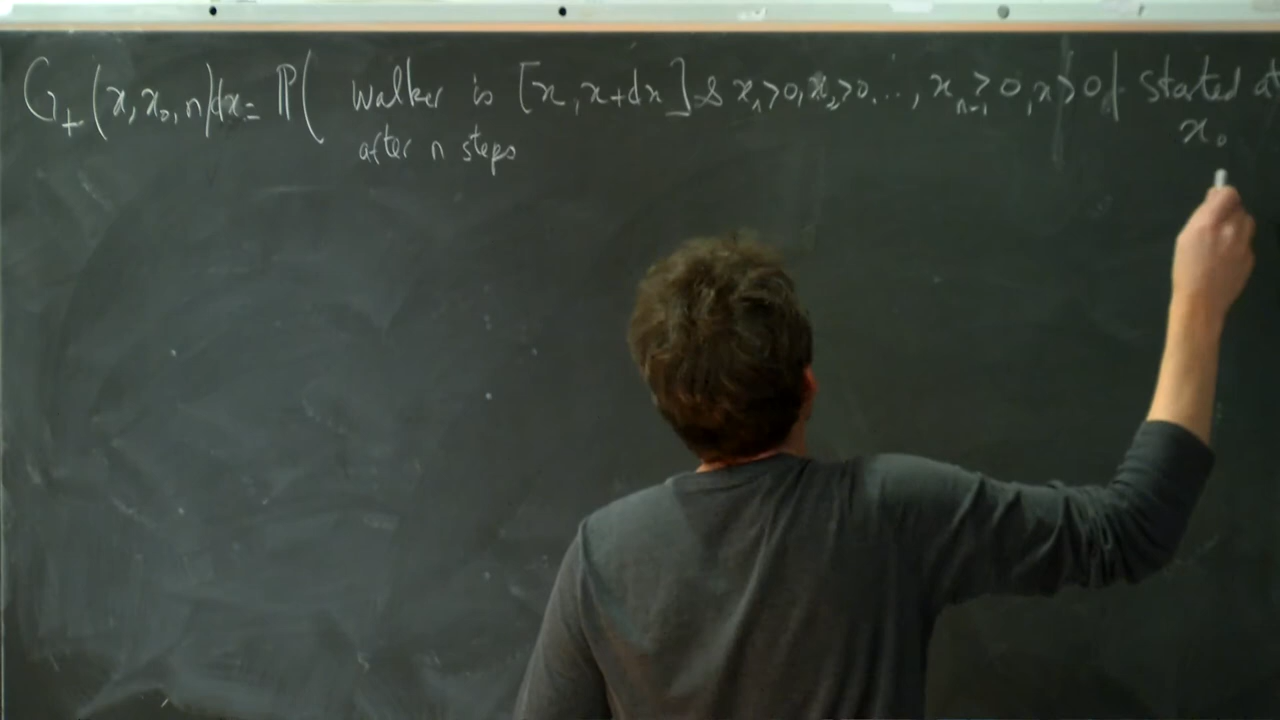 G₊(x, x₀, n)dx = ℙ( walker is [x, x+dx] & x₁>0, x₂>0, ..., xₙ₋₁>0, x>0 | started at
after n steps x₀